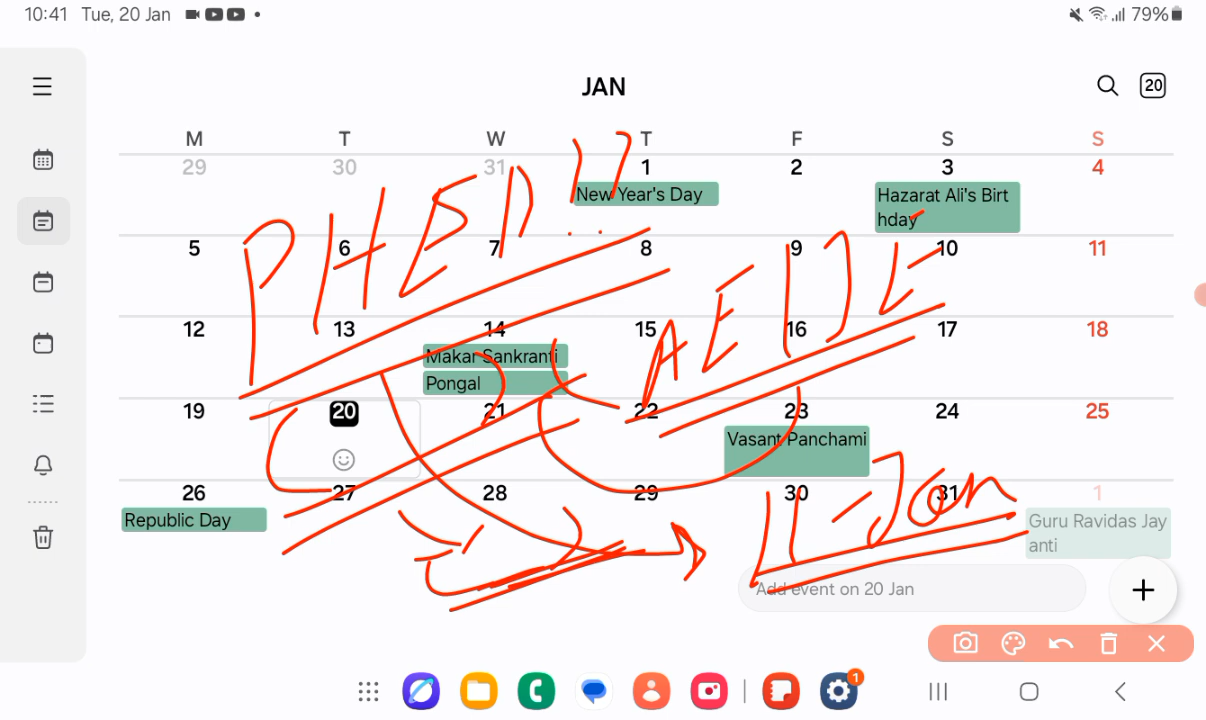 10:41 Tue, 20 Jan 79%
JAN
20
M T W T F S S
29 30 31 1 2 3 4
New Year's Day
Hazarat Ali's Birt
hday
5 6 7 8 9 10 11
PHED !?
12 13 14 15 16 17 18
Makar Sankranti
Pongal
19 20 21 22 23 24 25
Vasant Panchami
26 27 28 29 30 31 1
Republic Day
Guru Ravidas Jay
anti
Add event on 20 Jan
1